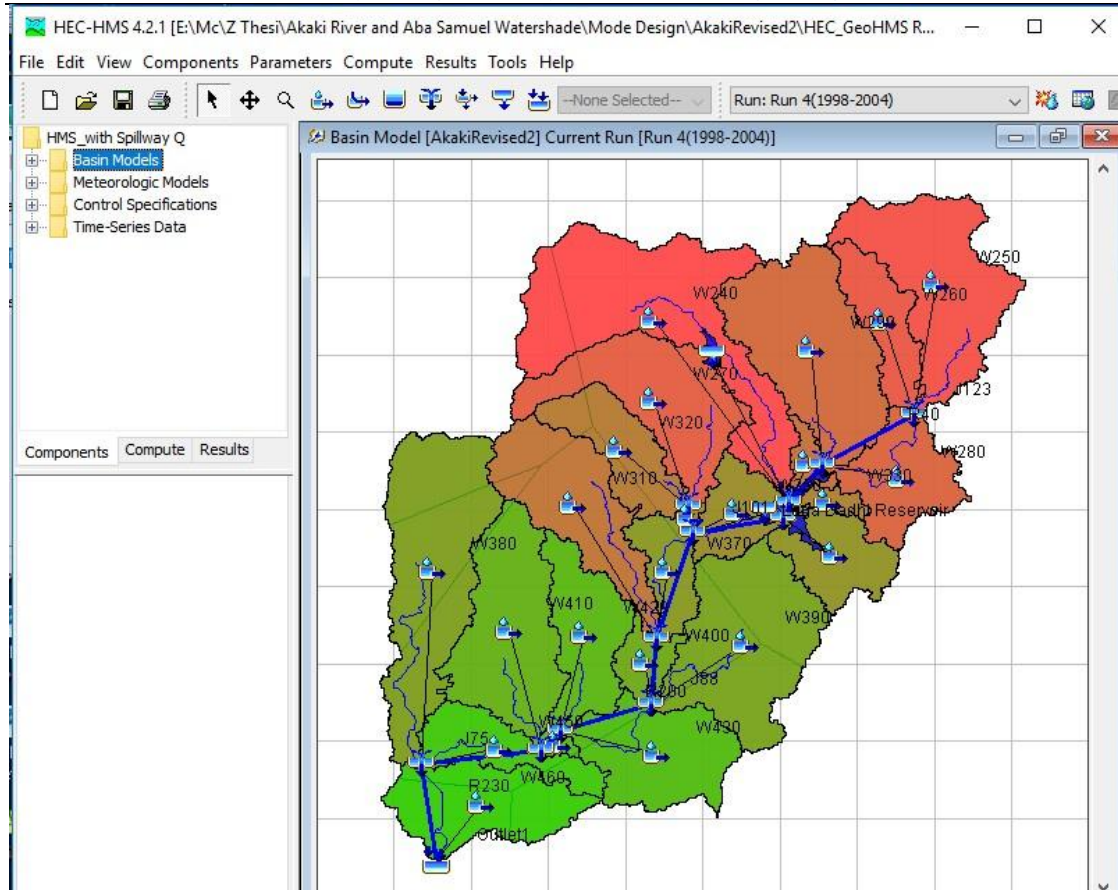 HEC-HMS 4.2.1 [E:\Mc\Z Thesi\Akaki River and Aba Samuel Watershade\Mode Design\AkakiRevised2\HEC_GeoHMS R...
File Edit View Components Parameters Compute Results Tools Help
--None Selected--
Run: Run 4(1998-2004)
HMS_with Spillway Q
Basin Models
Meteorologic Models
Control Specifications
Time-Series Data
Components Compute Results
Basin Model [AkakiRevised2] Current Run [Run 4(1998-2004)]
W250
W240
W260
W270
J123
W320
W280
W310
Reservoir
W370
W380
W410
W390
W400
J88
W430
J75
W460
R230
Outlet1